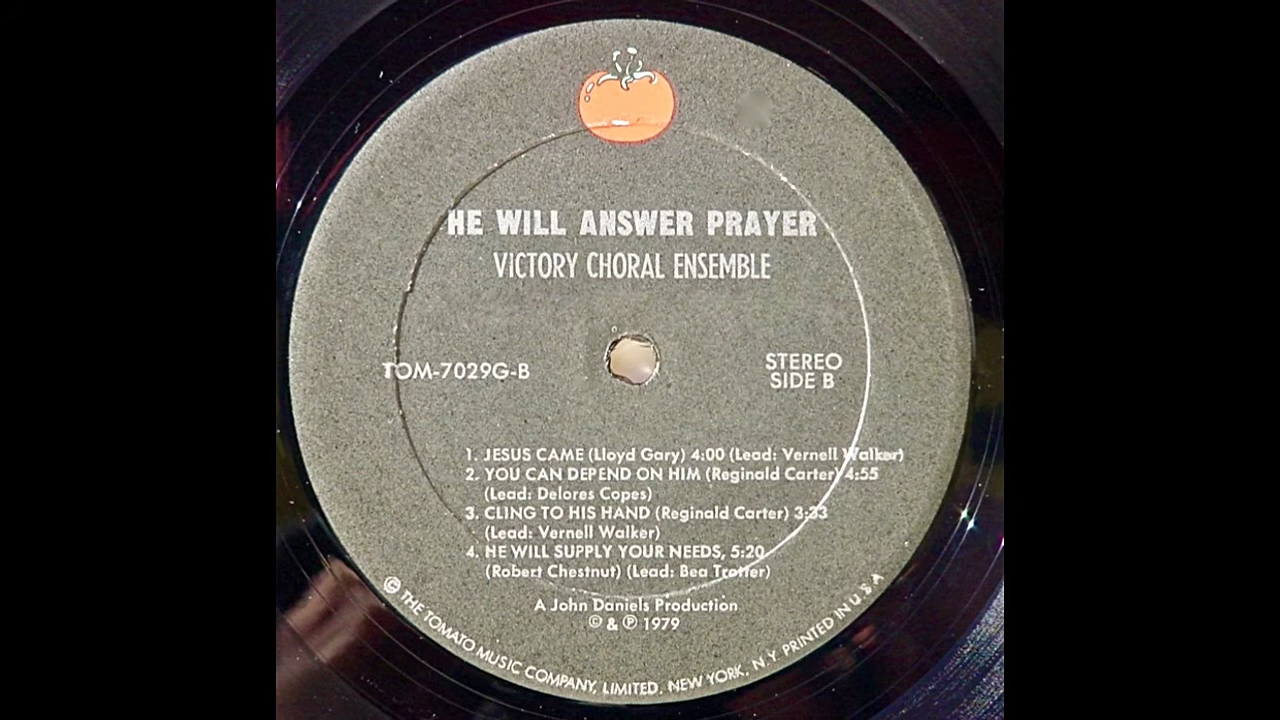 HE WILL ANSWER PRAYER
VICTORY CHORAL ENSEMBLE
TOM-7029G-B
STEREO
SIDE B
1. JESUS CAME (Lloyd Gary) 4:00 (Lead: Vernell Walker)
2. YOU CAN DEPEND ON HIM (Reginald Carter) 4:55
(Lead: Delores Copes)
3. CLING TO HIS HAND (Reginald Carter) 3:33
(Lead: Vernell Walker)
4. HE WILL SUPPLY YOUR NEEDS, 5:20
(Robert Chestnut) (Lead: Bea Trotter)
A John Daniels Production
© & ℗ 1979
© THE TOMATO MUSIC COMPANY, LIMITED. NEW YORK, N.Y. PRINTED IN U.S.A